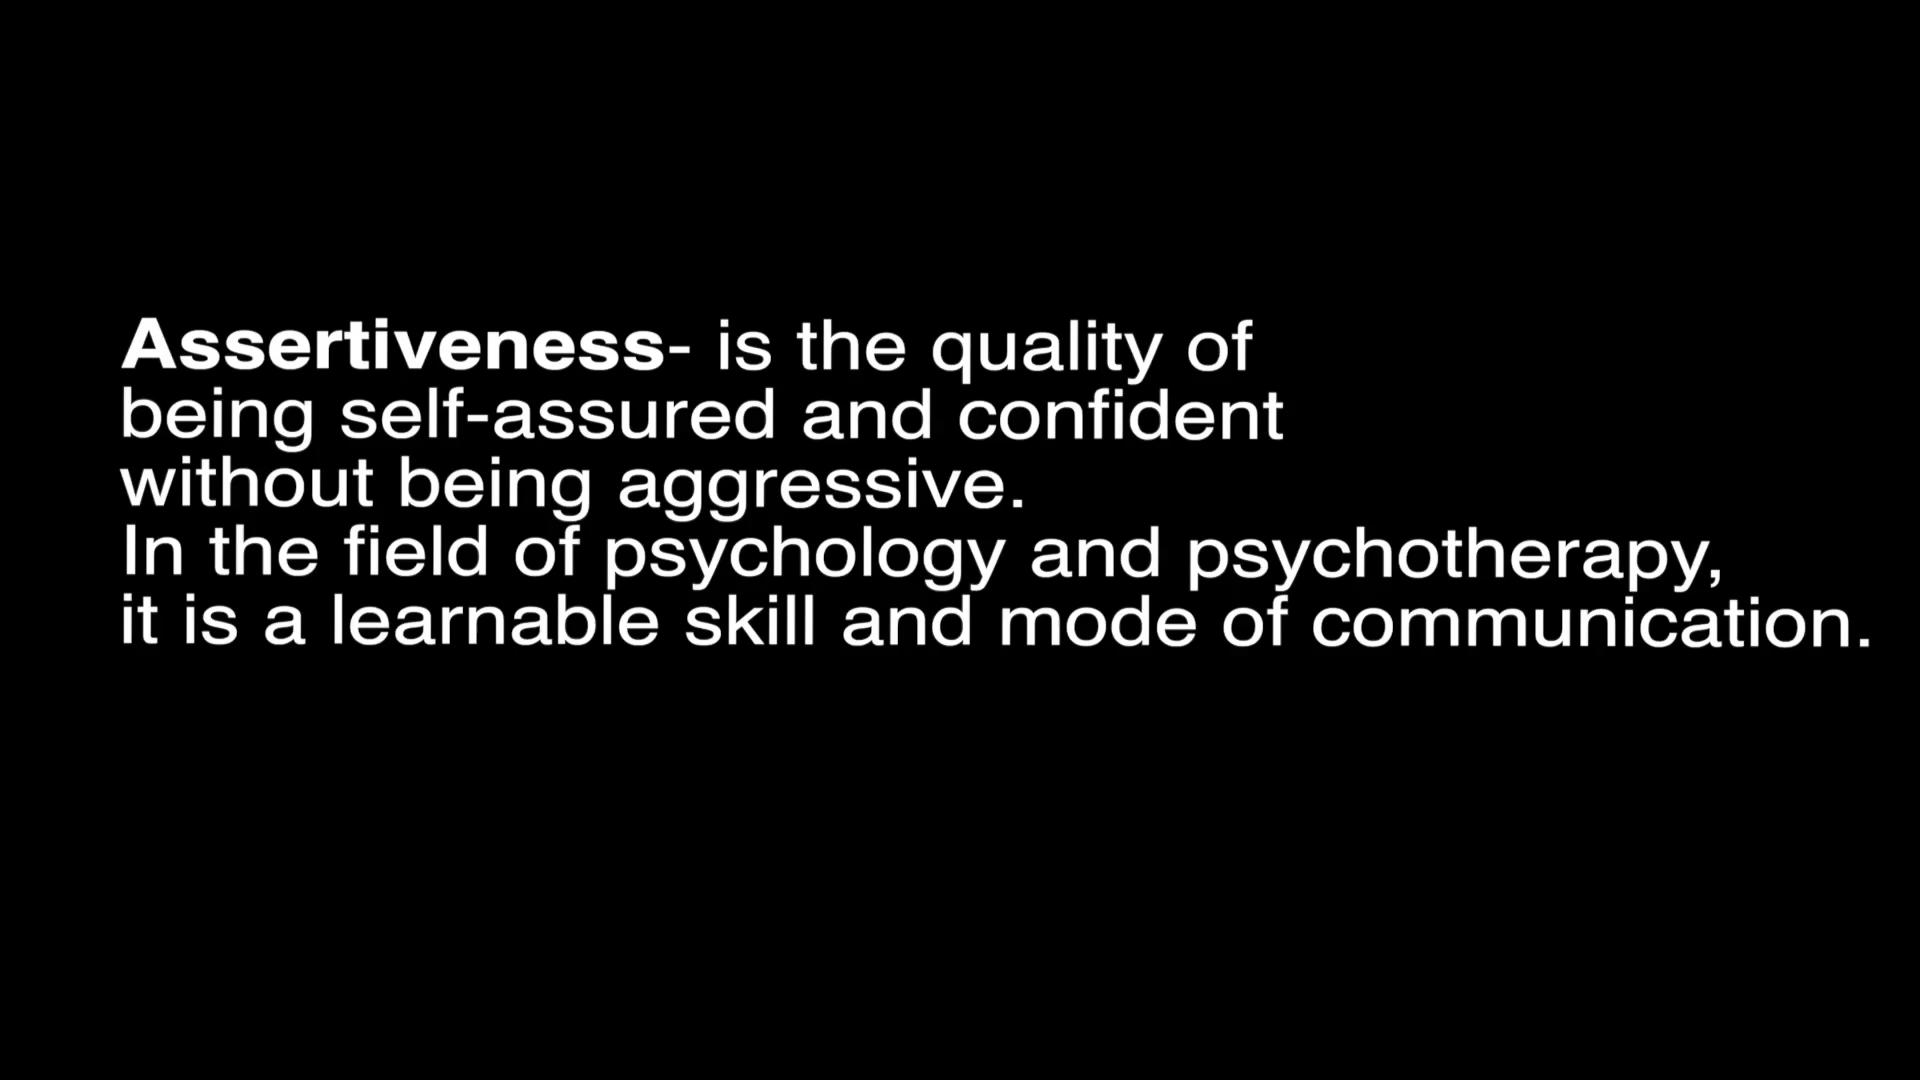 Assertiveness- is the quality of
being self-assured and confident
without being aggressive.
In the field of psychology and psychotherapy,
it is a learnable skill and mode of communication.